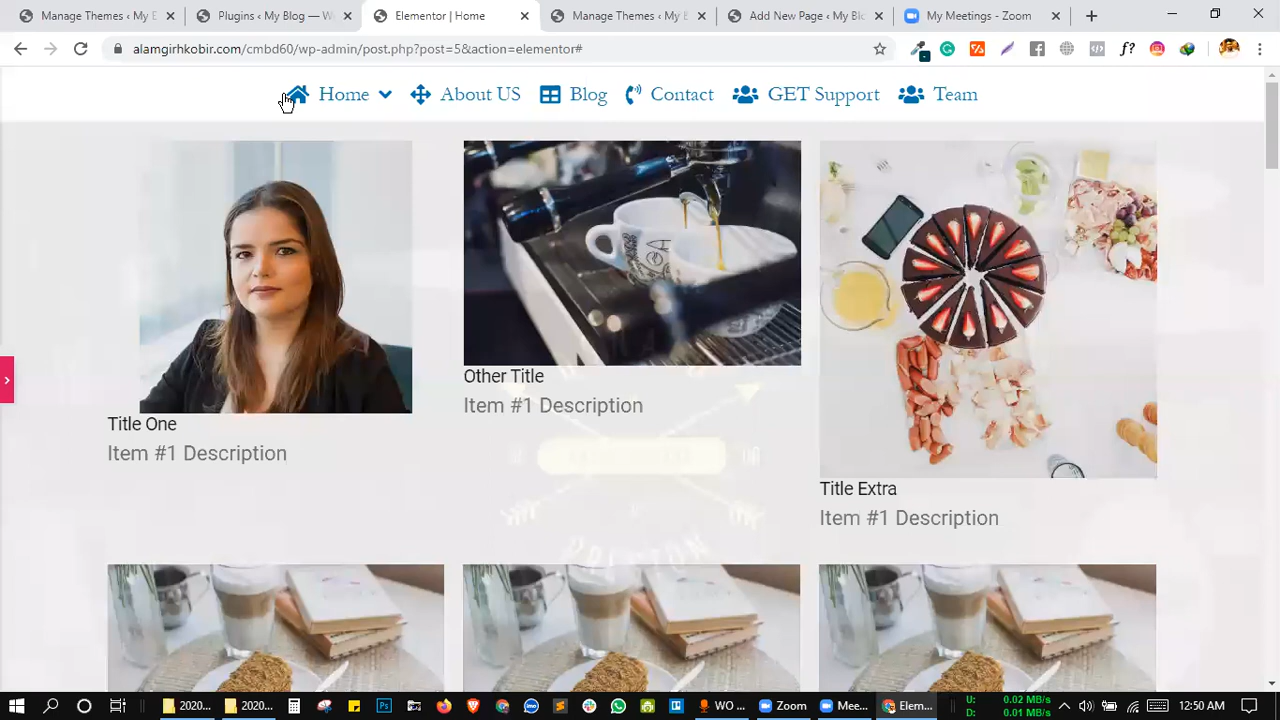 Manage Themes ‹ My E
Plugins ‹ My Blog — W
Elementor | Home
Manage Themes ‹ My E
Add New Page ‹ My Bl
My Meetings - Zoom
alamgirhkobir.com/cmbd60/wp-admin/post.php?post=5&action=elementor#
Home
About US
Blog
Contact
GET Support
Team
Title One
Item #1 Description
Other Title
Item #1 Description
Title Extra
Item #1 Description
2020...
2020...
WO ...
Zoom
Mee...
Elem...
U: 0.02 MB/s
D: 0.01 MB/s
12:50 AM